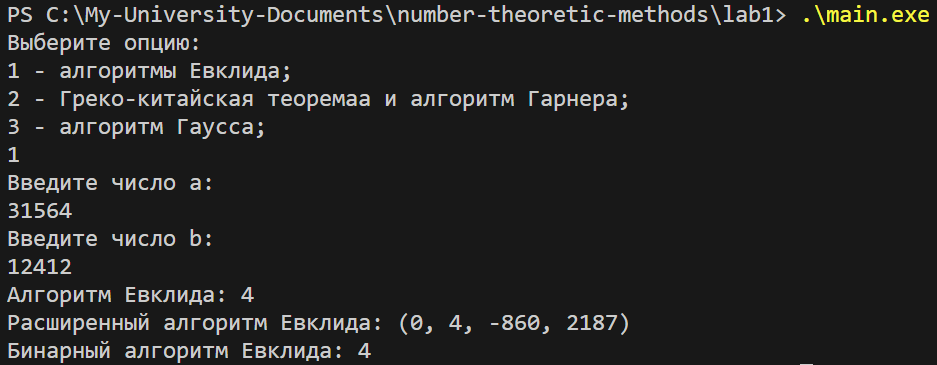 PS C:\My-University-Documents\number-theoretic-methods\lab1> .\main.exe
Выберите опцию:
1 - алгоритмы Евклида;
2 - Греко-китайская теоремаа и алгоритм Гарнера;
3 - алгоритм Гаусса;
1
Введите число a:
31564
Введите число b:
12412
Алгоритм Евклида: 4
Расширенный алгоритм Евклида: (0, 4, -860, 2187)
Бинарный алгоритм Евклида: 4